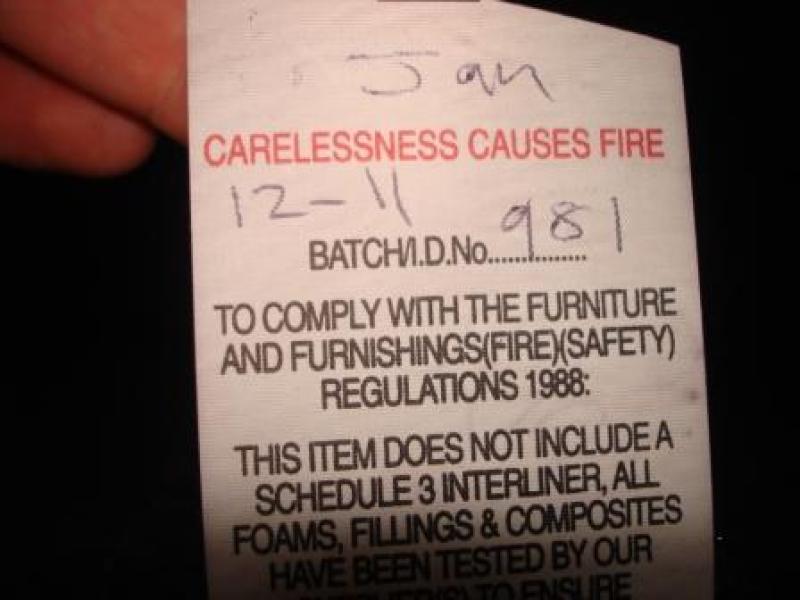 Jan
CARELESSNESS CAUSES FIRE
12-11
BATCH/I.D.No............... 981
TO COMPLY WITH THE FURNITURE
AND FURNISHINGS(FIRE)(SAFETY)
REGULATIONS 1988:
THIS ITEM DOES NOT INCLUDE A
SCHEDULE 3 INTERLINER, ALL
FOAMS, FILLINGS & COMPOSITES
HAVE BEEN TESTED BY OUR
TO ENSURE